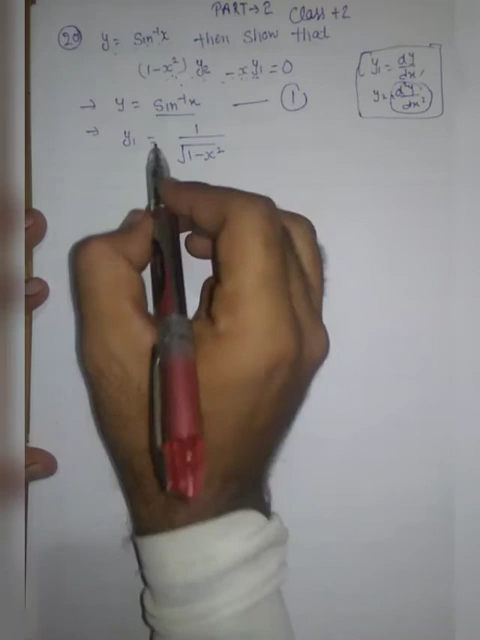 PART→2 Class +2
(20) y = Sin⁻¹x then show that
(1-x²) y₂ - xy₁ = 0
y₁ = dy/dx,
y₂ = d²y/dx²
→ y = Sin⁻¹x — (1)
→ y₁ = 1/√1-x²